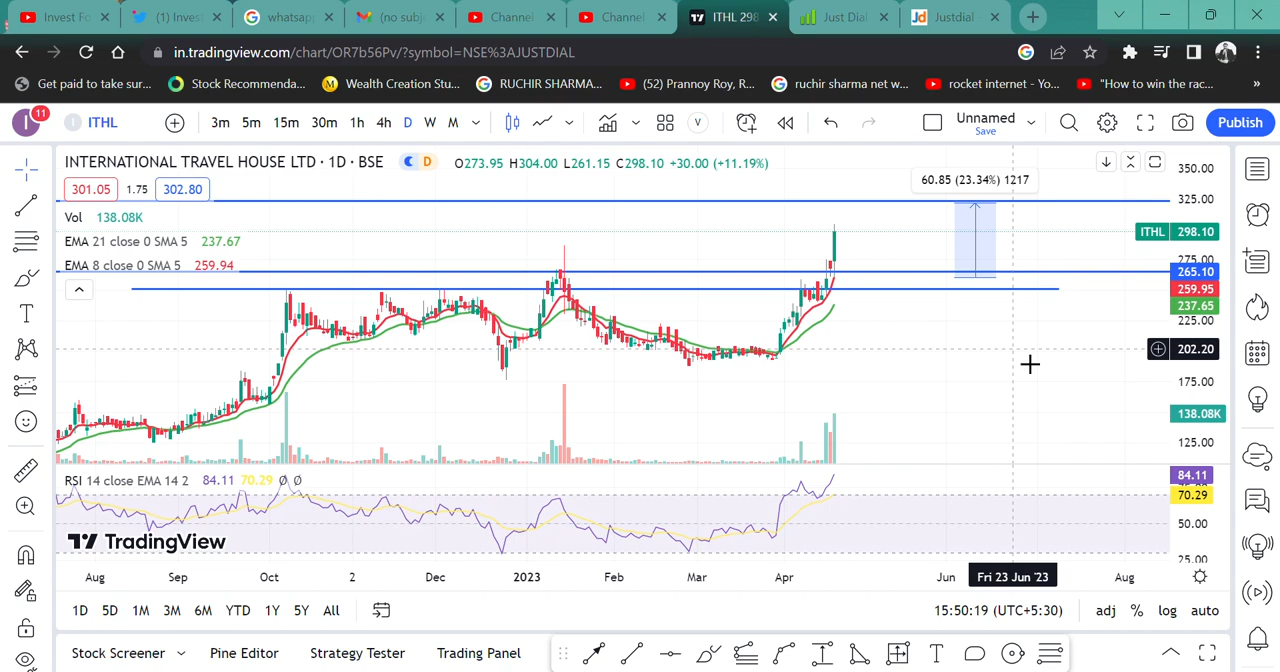 Invest Fo
(1) Invest
whatsapp
(no subj
Channel
Channel
ITHL 298
Just Dial
Justdial
in.tradingview.com/chart/OR7b56Pv/?symbol=NSE%3AJUSTDIAL
Get paid to take sur...
Stock Recommenda...
Wealth Creation Stu...
RUCHIR SHARMA...
(52) Prannoy Roy, R...
ruchir sharma net w...
rocket internet - Yo...
"How to win the rac...
»
I 11
I ITHL
3m 5m 15m 30m 1h 4h D W M
V
Unnamed
Save
Publish
INTERNATIONAL TRAVEL HOUSE LTD · 1D · BSE
D
O273.95 H304.00 L261.15 C298.10 +30.00 (+11.19%)
301.05 1.75 302.80
60.85 (23.34%) 1217
Vol 138.08K
EMA 21 close 0 SMA 5 237.67
EMA 8 close 0 SMA 5 259.94
350.00
325.00
ITHL 298.10
275.00
265.10
259.95
237.65
225.00
202.20
175.00
138.08K
125.00
RSI 14 close EMA 14 2 84.11 70.29 Ø Ø
84.11
70.29
50.00
25.00
TradingView
Aug Sep Oct 2 Dec 2023 Feb Mar Apr Jun Fri 23 Jun '23 Aug
1D 5D 1M 3M 6M YTD 1Y 5Y All
15:50:19 (UTC+5:30) adj % log auto
Stock Screener Pine Editor Strategy Tester Trading Panel